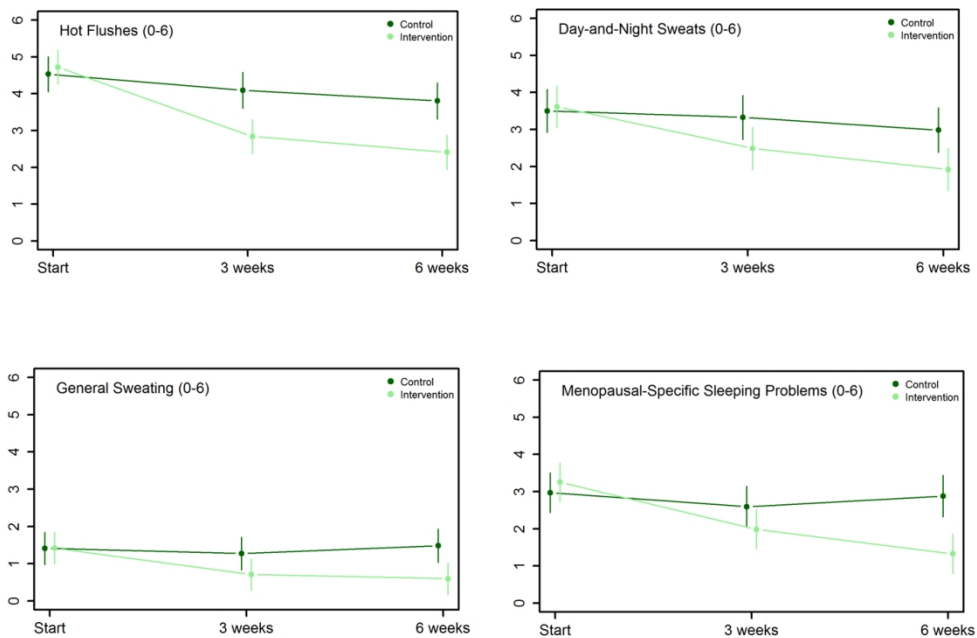 Hot Flushes (0-6)
Control
Intervention
6
5
4
3
2
1
0
Start
3 weeks
6 weeks
Day-and-Night Sweats (0-6)
Control
Intervention
6
5
4
3
2
1
0
Start
3 weeks
6 weeks
General Sweating (0-6)
Control
Intervention
6
5
4
3
2
1
0
Start
3 weeks
6 weeks
Menopausal-Specific Sleeping Problems (0-6)
Control
Intervention
6
5
4
3
2
1
0
Start
3 weeks
6 weeks